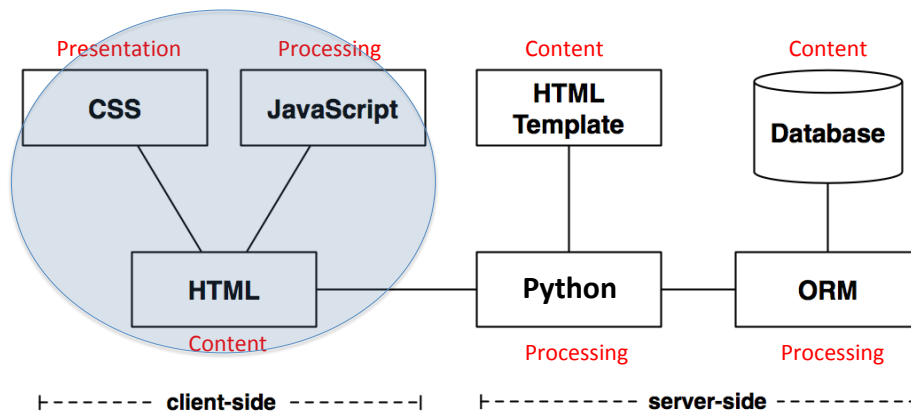 Presentation
Processing
Content
Content
CSS
JavaScript
HTML
Template
Database
HTML
Python
ORM
Content
Processing
Processing
client-side
server-side